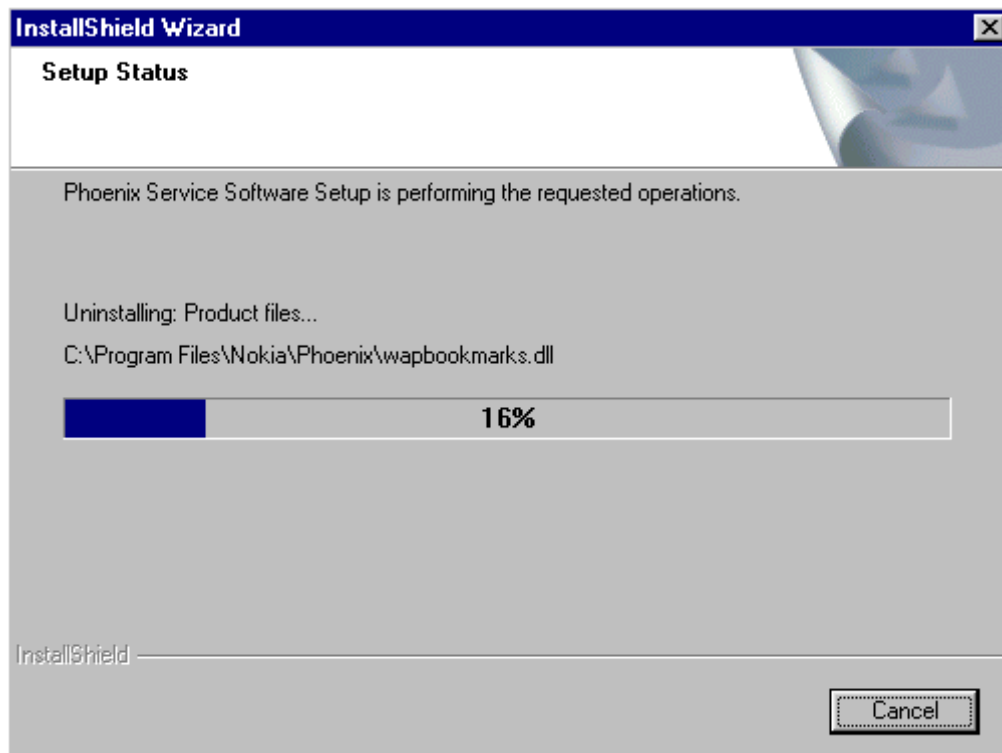 InstallShield Wizard
Setup Status
Phoenix Service Software Setup is performing the requested operations.
Uninstalling: Product files...
C:\Program Files\Nokia\Phoenix\wapbookmarks.dll
16%
InstallShield
Cancel